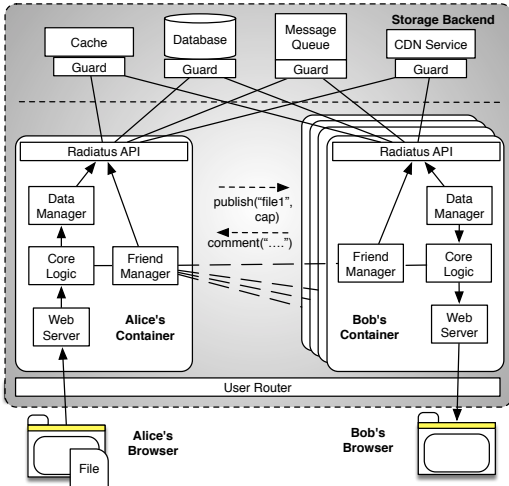 Storage Backend
Cache
Database
Message
Queue
CDN Service
Guard
Guard
Guard
Guard
Radiatus API
Radiatus API
Data
Manager
Core
Logic
Friend
Manager
Web
Server
Alice's
Container
publish("file1",
cap)
comment("....")
Data
Manager
Friend
Manager
Core
Logic
Bob's
Container
Web
Server
User Router
Alice's
Browser
File
Bob's
Browser